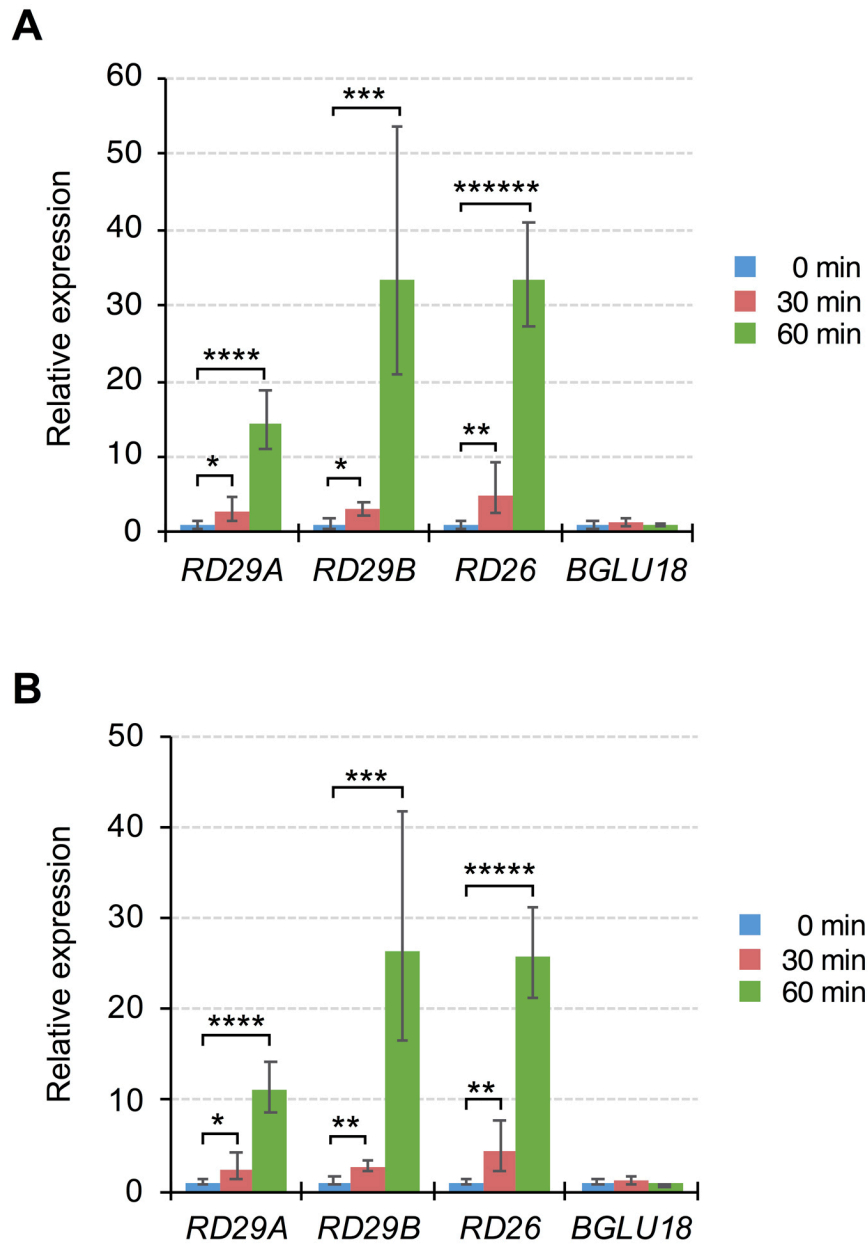 A
60
50
40
30
20
10
0
Relative expression
***
******
****
*
*
**
0 min
30 min
60 min
RD29A RD29B RD26 BGLU18
B
50
40
30
20
10
0
Relative expression
***
*****
****
*
**
**
0 min
30 min
60 min
RD29A RD29B RD26 BGLU18